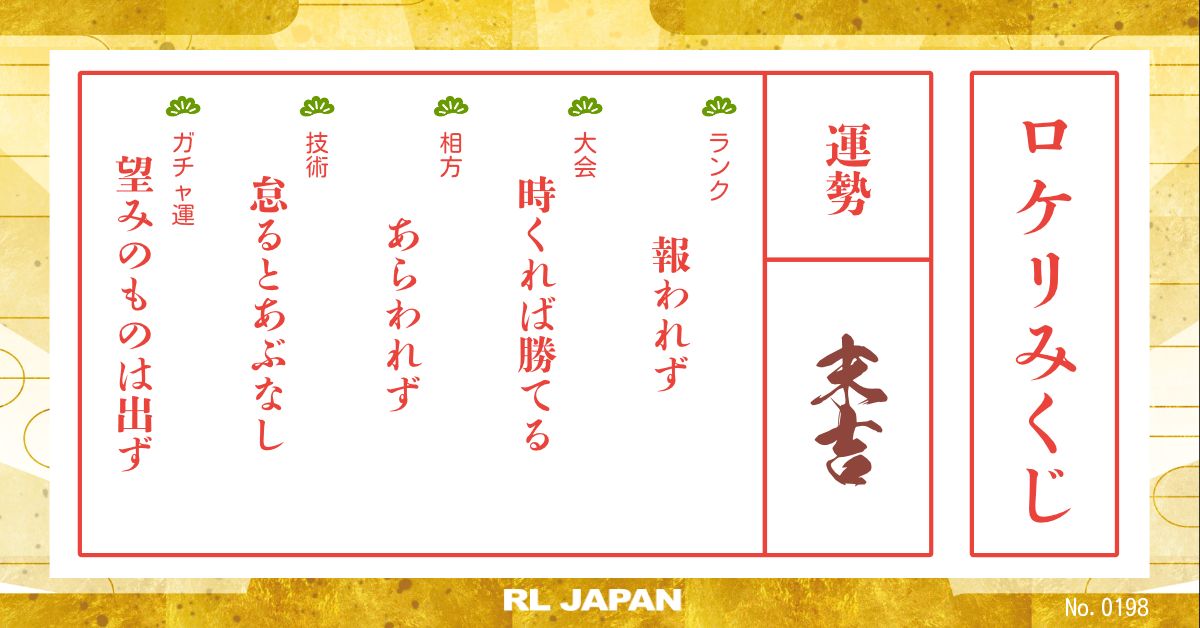 ロケリみくじ
運勢
末吉
ランク
報われず
大会
時くれば勝てる
相方
あらわれず
技術
怠るとあぶなし
ガチャ運
望みのものは出ず
RL JAPAN
No. 0198